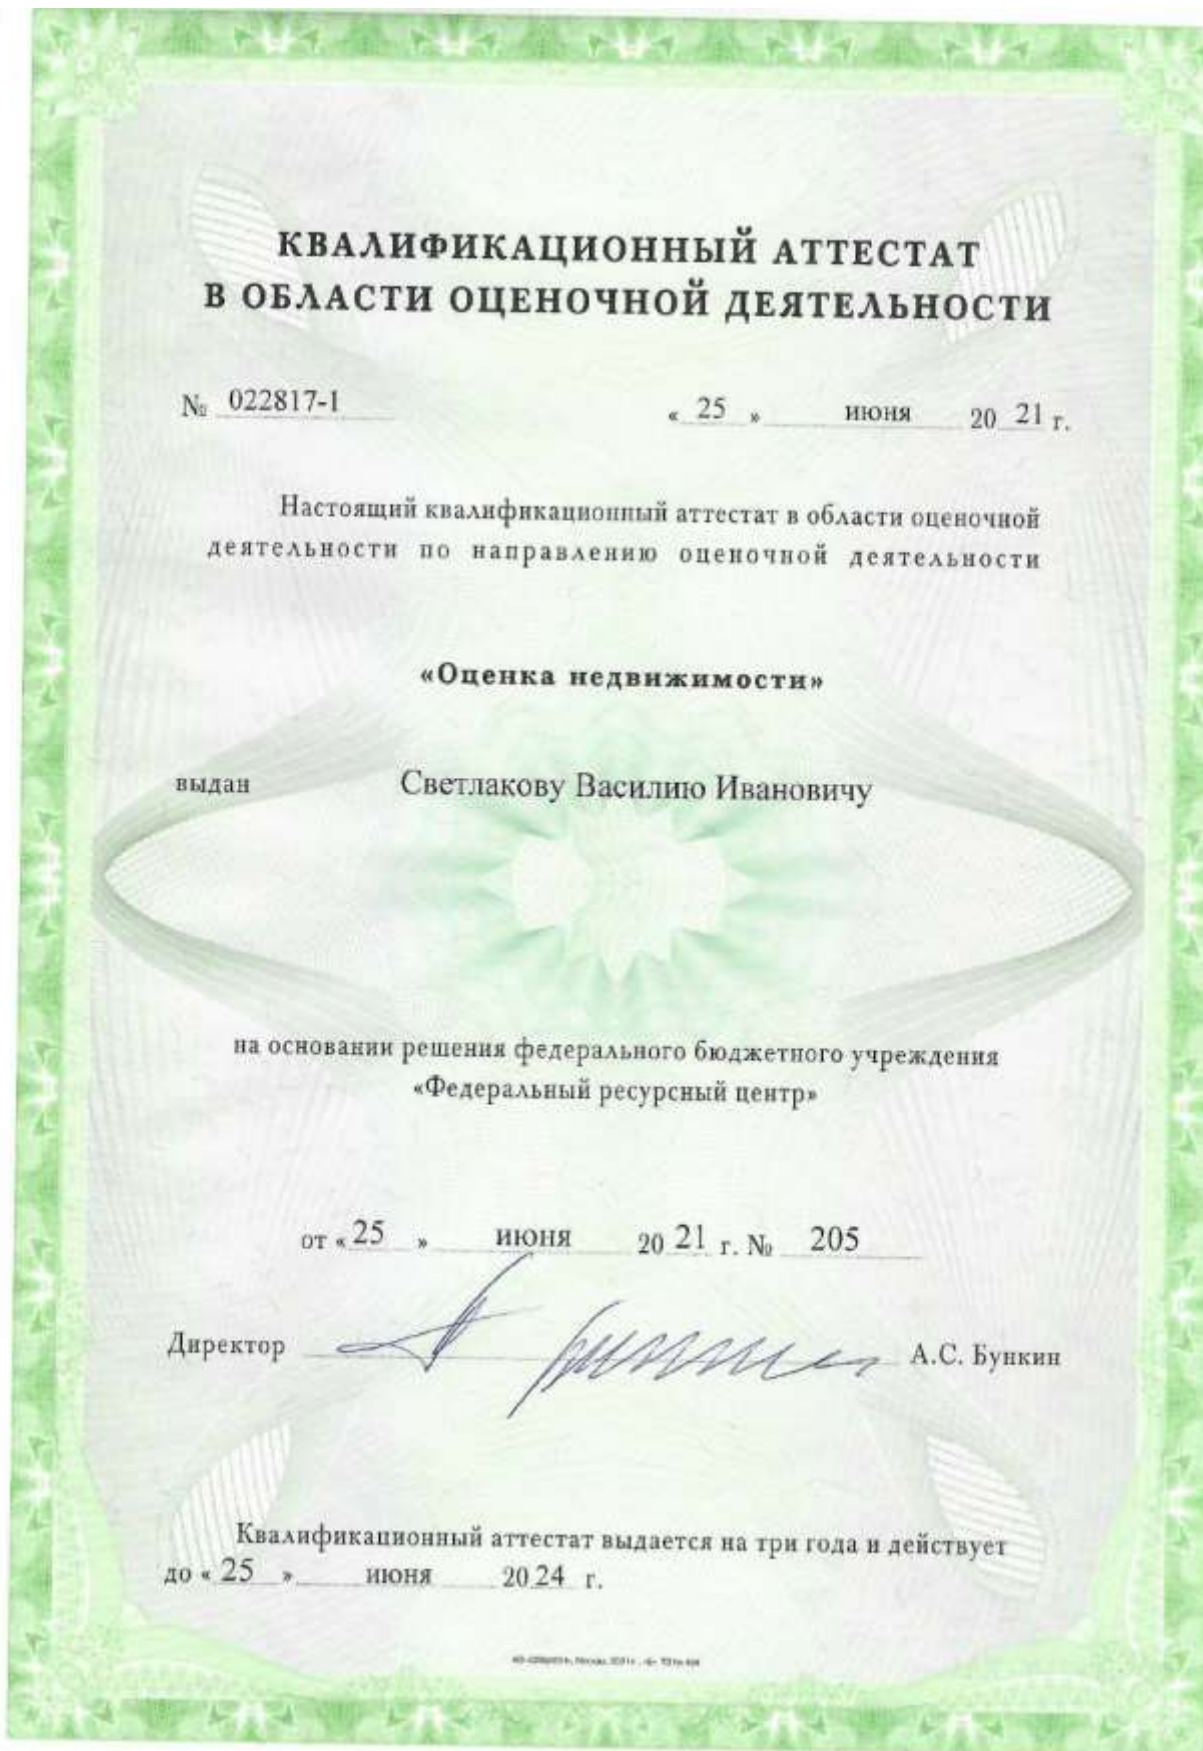 КВАЛИФИКАЦИОННЫЙ АТТЕСТАТ
В ОБЛАСТИ ОЦЕНОЧНОЙ ДЕЯТЕЛЬНОСТИ
№ 022817-1 « 25 » июня 20 21 г.
Настоящий квалификационный аттестат в области оценочной
деятельности по направлению оценочной деятельности
«Оценка недвижимости»
выдан Светлакову Василию Ивановичу
на основании решения федерального бюджетного учреждения
«Федеральный ресурсный центр»
от « 25 » июня 20 21 г. № 205
Директор А.С. Бункин
Квалификационный аттестат выдается на три года и действует
до « 25 » июня 20 24 г.